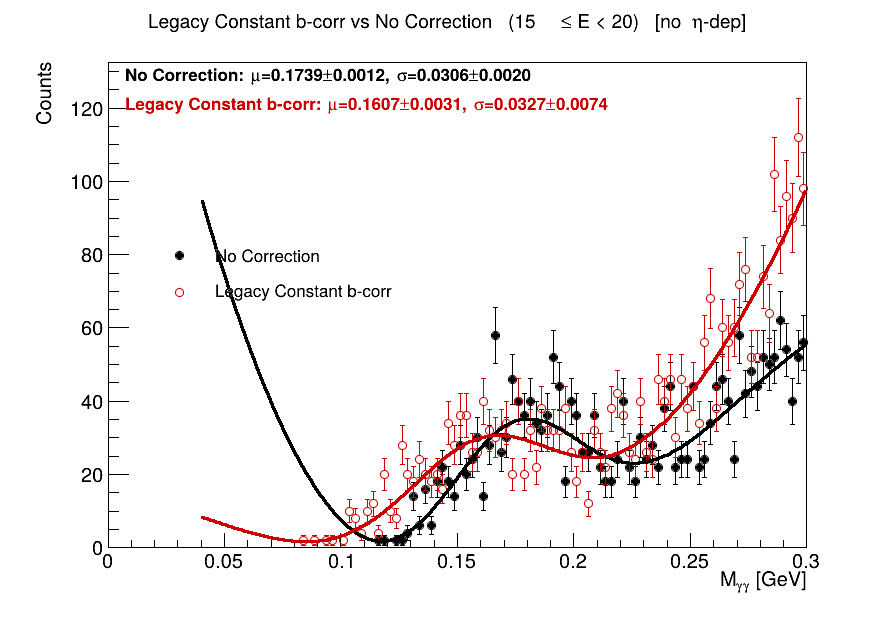 Legacy Constant b-corr vs No Correction (15 ≤ E < 20) [no η-dep]
Counts
No Correction: μ=0.1739±0.0012, σ=0.0306±0.0020
Legacy Constant b-corr: μ=0.1607±0.0031, σ=0.0327±0.0074
120
100
80
60
40
20
0
No Correction
Legacy Constant b-corr
0 0.05 0.1 0.15 0.2 0.25 0.3
Mγγ [GeV]